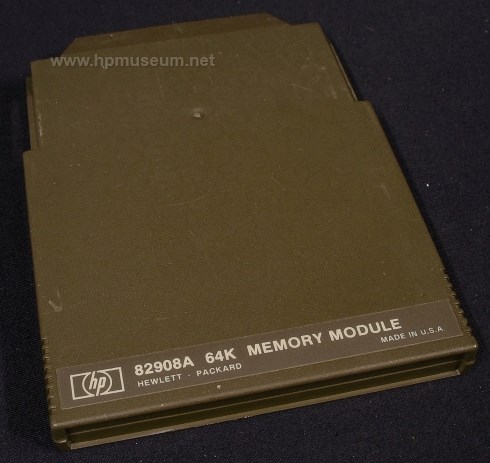 www.hpmuseum.net
hp 82908A 64K MEMORY MODULE
HEWLETT · PACKARD MADE IN U.S.A.